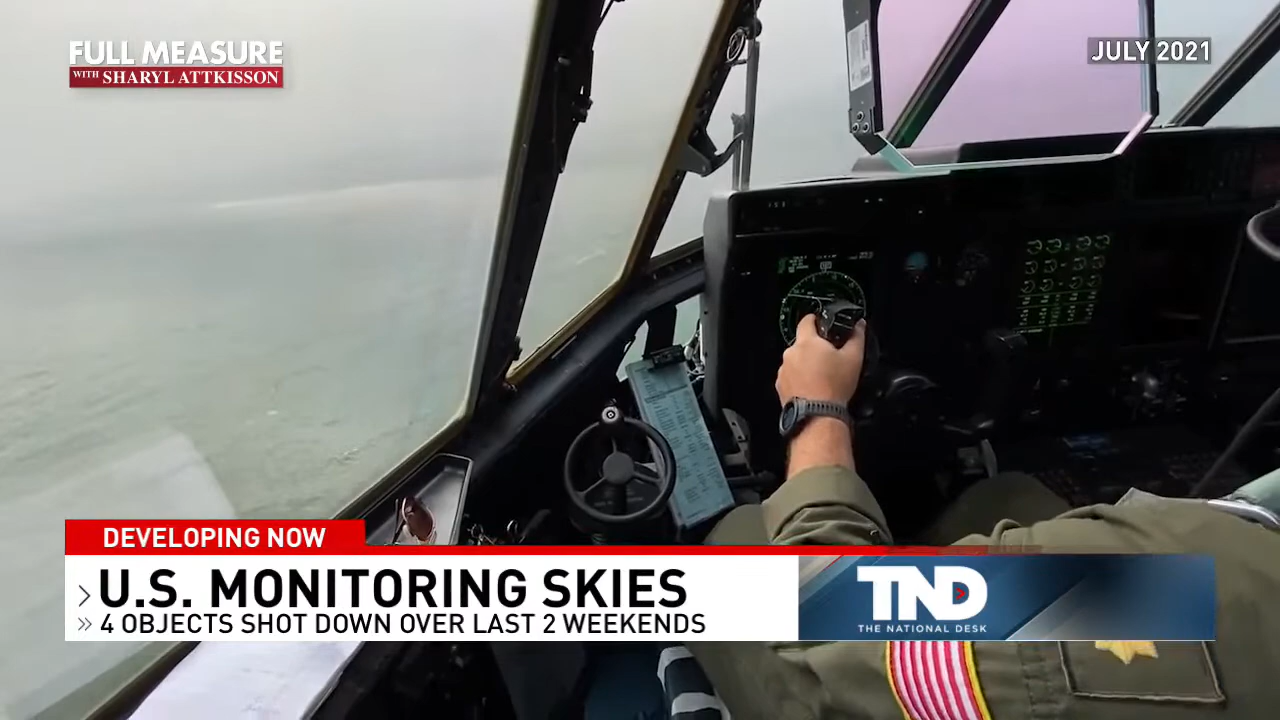 FULL MEASURE
WITH SHARYL ATTKISSON
JULY 2021
DEVELOPING NOW
U.S. MONITORING SKIES
4 OBJECTS SHOT DOWN OVER LAST 2 WEEKENDS
TND
THE NATIONAL DESK